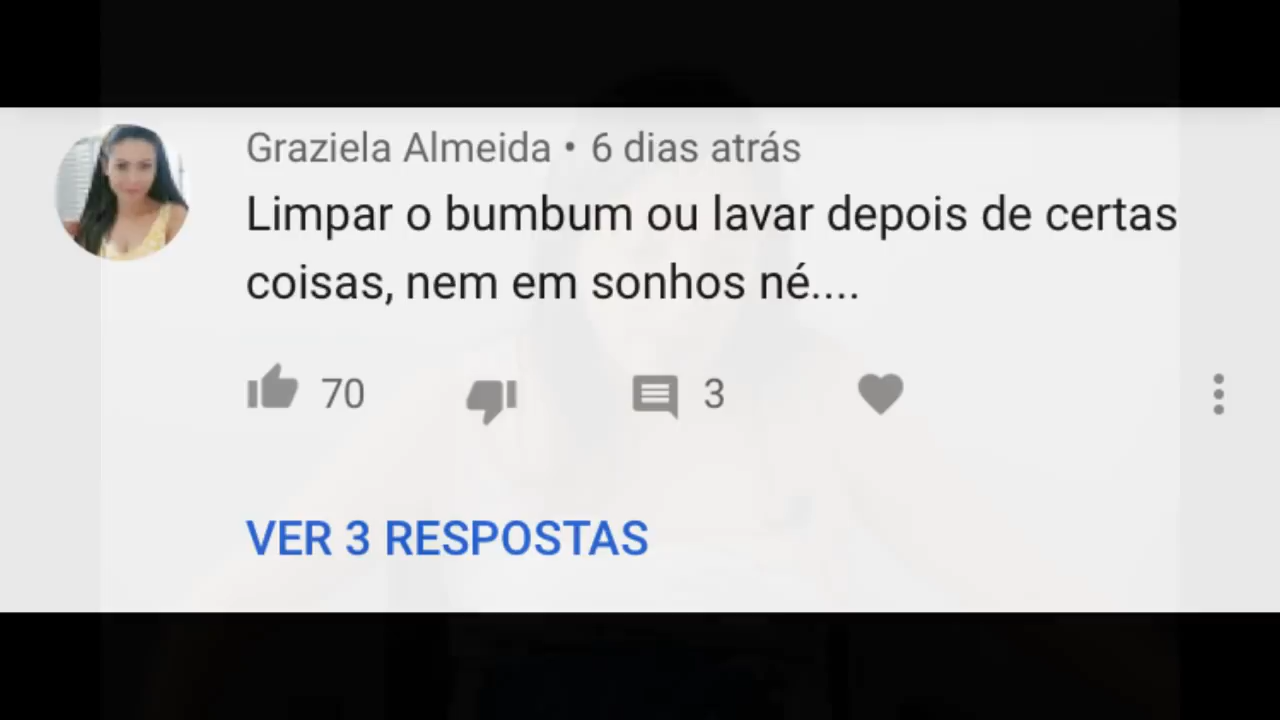 Graziela Almeida • 6 dias atrás
Limpar o bumbum ou lavar depois de certas
coisas, nem em sonhos né....
70 3
VER 3 RESPOSTAS